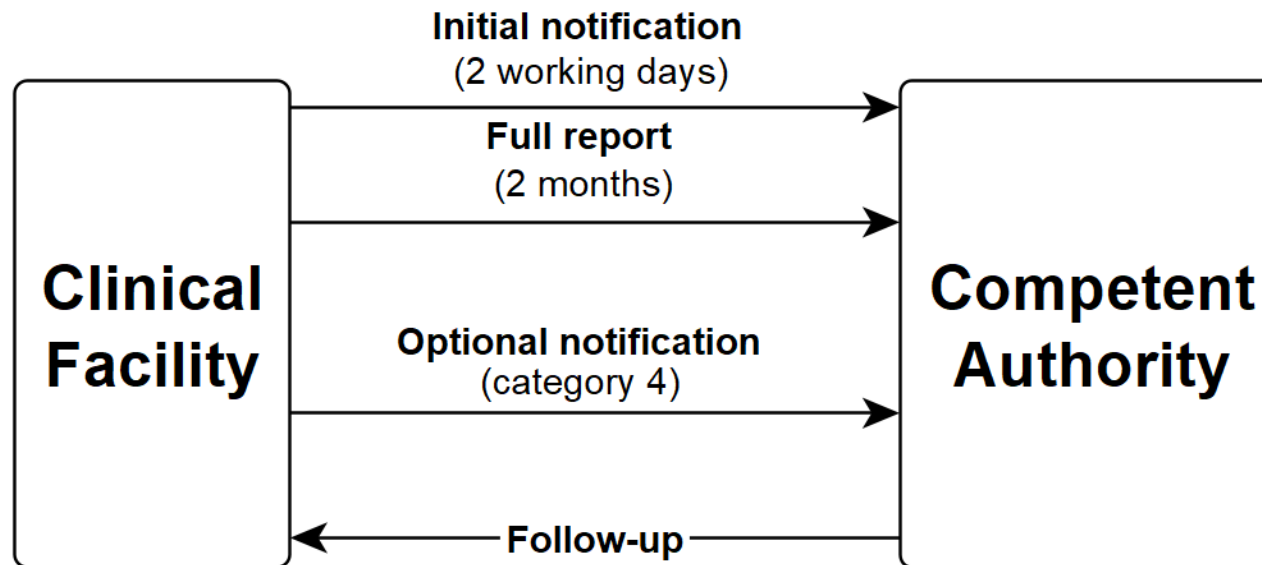 Initial notification
(2 working days)
Full report
(2 months)
Clinical
Facility
Optional notification
(category 4)
Competent
Authority
Follow-up